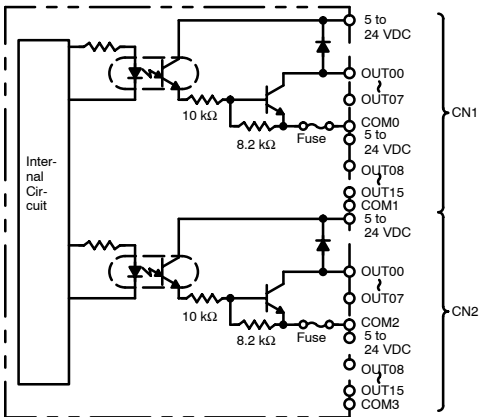 5 to
24 VDC
OUT00
OUT07
10 kΩ
COM0
5 to
24 VDC
8.2 kΩ
Fuse
CN1
Inter-
nal
Cir-
cuit
OUT08
OUT15
COM1
5 to
24 VDC
OUT00
OUT07
10 kΩ
CN2
COM2
5 to
24 VDC
8.2 kΩ
Fuse
OUT08
OUT15
COM3